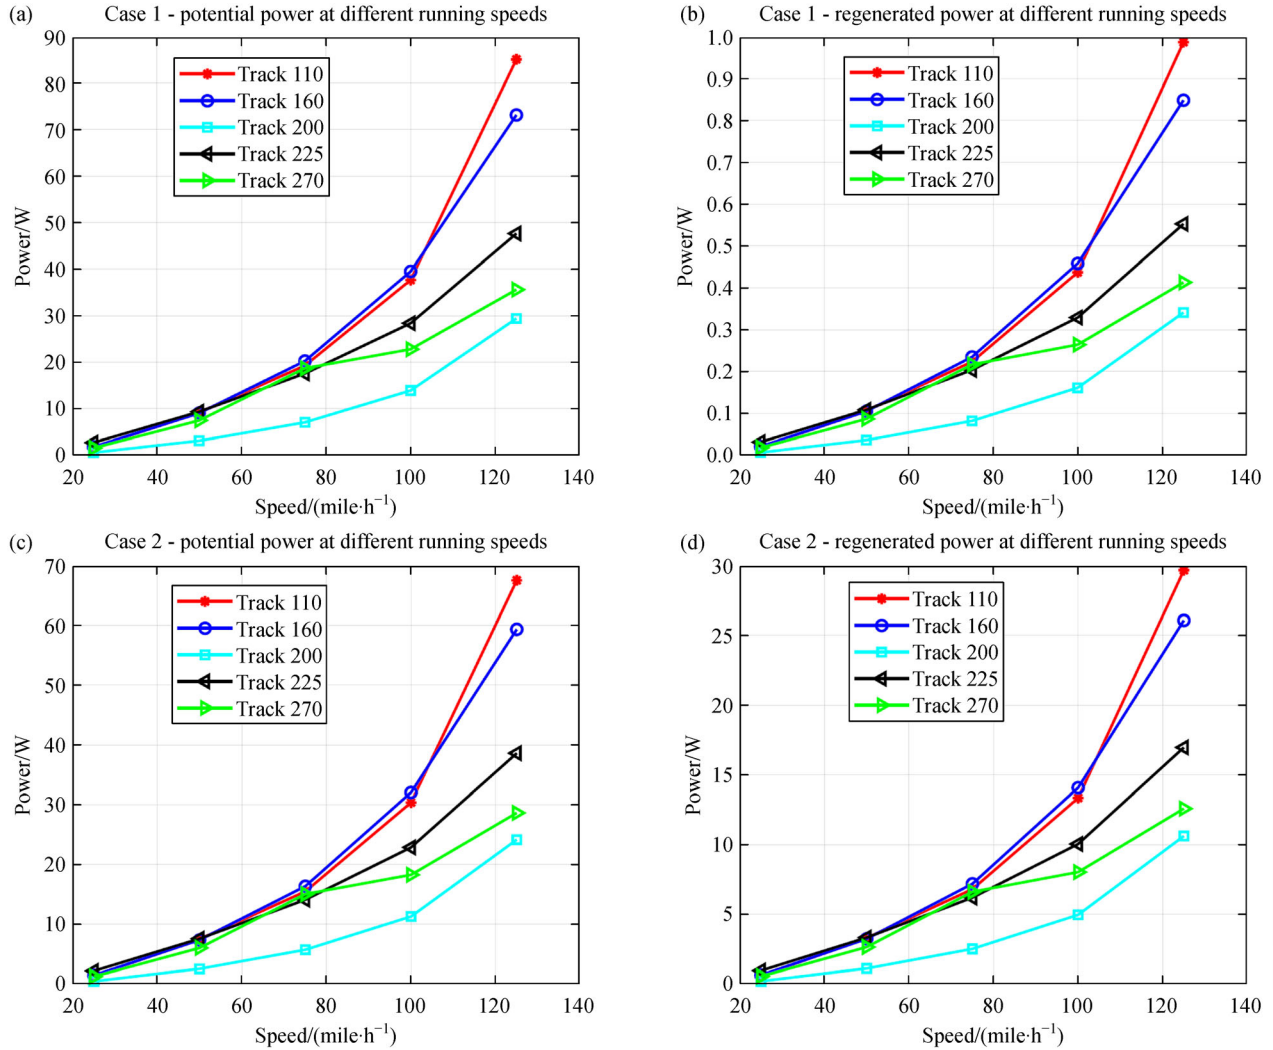 (a) Case 1 - potential power at different running speeds
90
80
70
60
50
40
30
20
10
0
Power/W
Track 110
Track 160
Track 200
Track 225
Track 270
20 40 60 80 100 120 140
Speed/(mile·h⁻¹)
(b) Case 1 - regenerated power at different running speeds
1.0
0.9
0.8
0.7
0.6
0.5
0.4
0.3
0.2
0.1
0.0
Power/W
Track 110
Track 160
Track 200
Track 225
Track 270
20 40 60 80 100 120 140
Speed/(mile·h⁻¹)
(c) Case 2 - potential power at different running speeds
70
60
50
40
30
20
10
0
Power/W
Track 110
Track 160
Track 200
Track 225
Track 270
20 40 60 80 100 120 140
Speed/(mile·h⁻¹)
(d) Case 2 - regenerated power at different running speeds
30
25
20
15
10
5
0
Power/W
Track 110
Track 160
Track 200
Track 225
Track 270
20 40 60 80 100 120 140
Speed/(mile·h⁻¹)